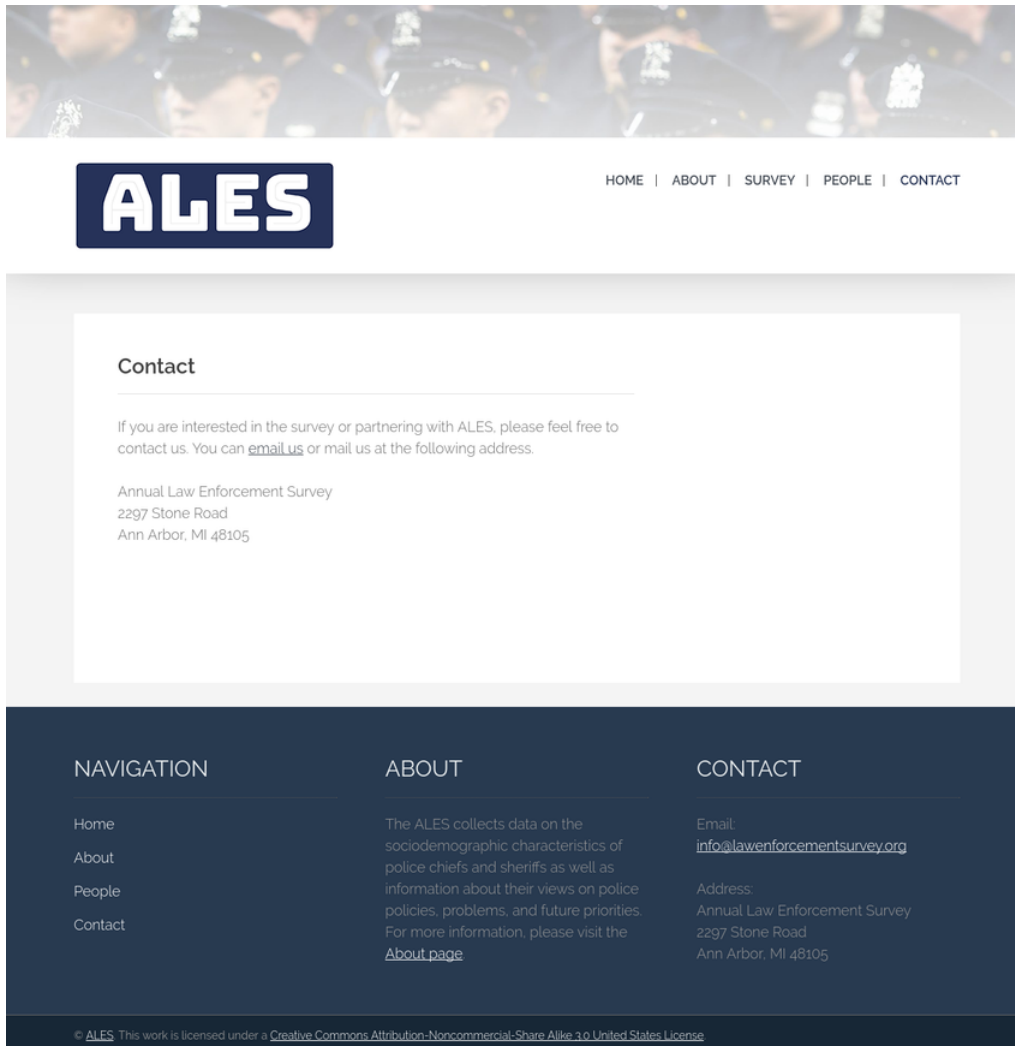 ALES
HOME | ABOUT | SURVEY | PEOPLE | CONTACT
Contact
If you are interested in the survey or partnering with ALES, please feel free to
contact us. You can email us or mail us at the following address.
Annual Law Enforcement Survey
2297 Stone Road
Ann Arbor, MI 48105
NAVIGATION
Home
About
People
Contact
ABOUT
The ALES collects data on the
sociodemographic characteristics of
police chiefs and sheriffs as well as
information about their views on police
policies, problems, and future priorities.
For more information, please visit the
About page.
CONTACT
Email:
info@lawenforcementsurvey.org
Address:
Annual Law Enforcement Survey
2297 Stone Road
Ann Arbor, MI 48105
© ALES. This work is licensed under a Creative Commons Attribution-Noncommercial-Share Alike 3.0 United States License.